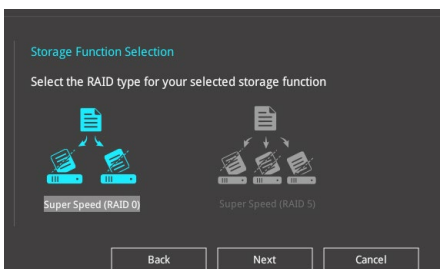 Storage Function Selection
Select the RAID type for your selected storage function
Super Speed (RAID 0)
Super Speed (RAID 5)
Back
Next
Cancel